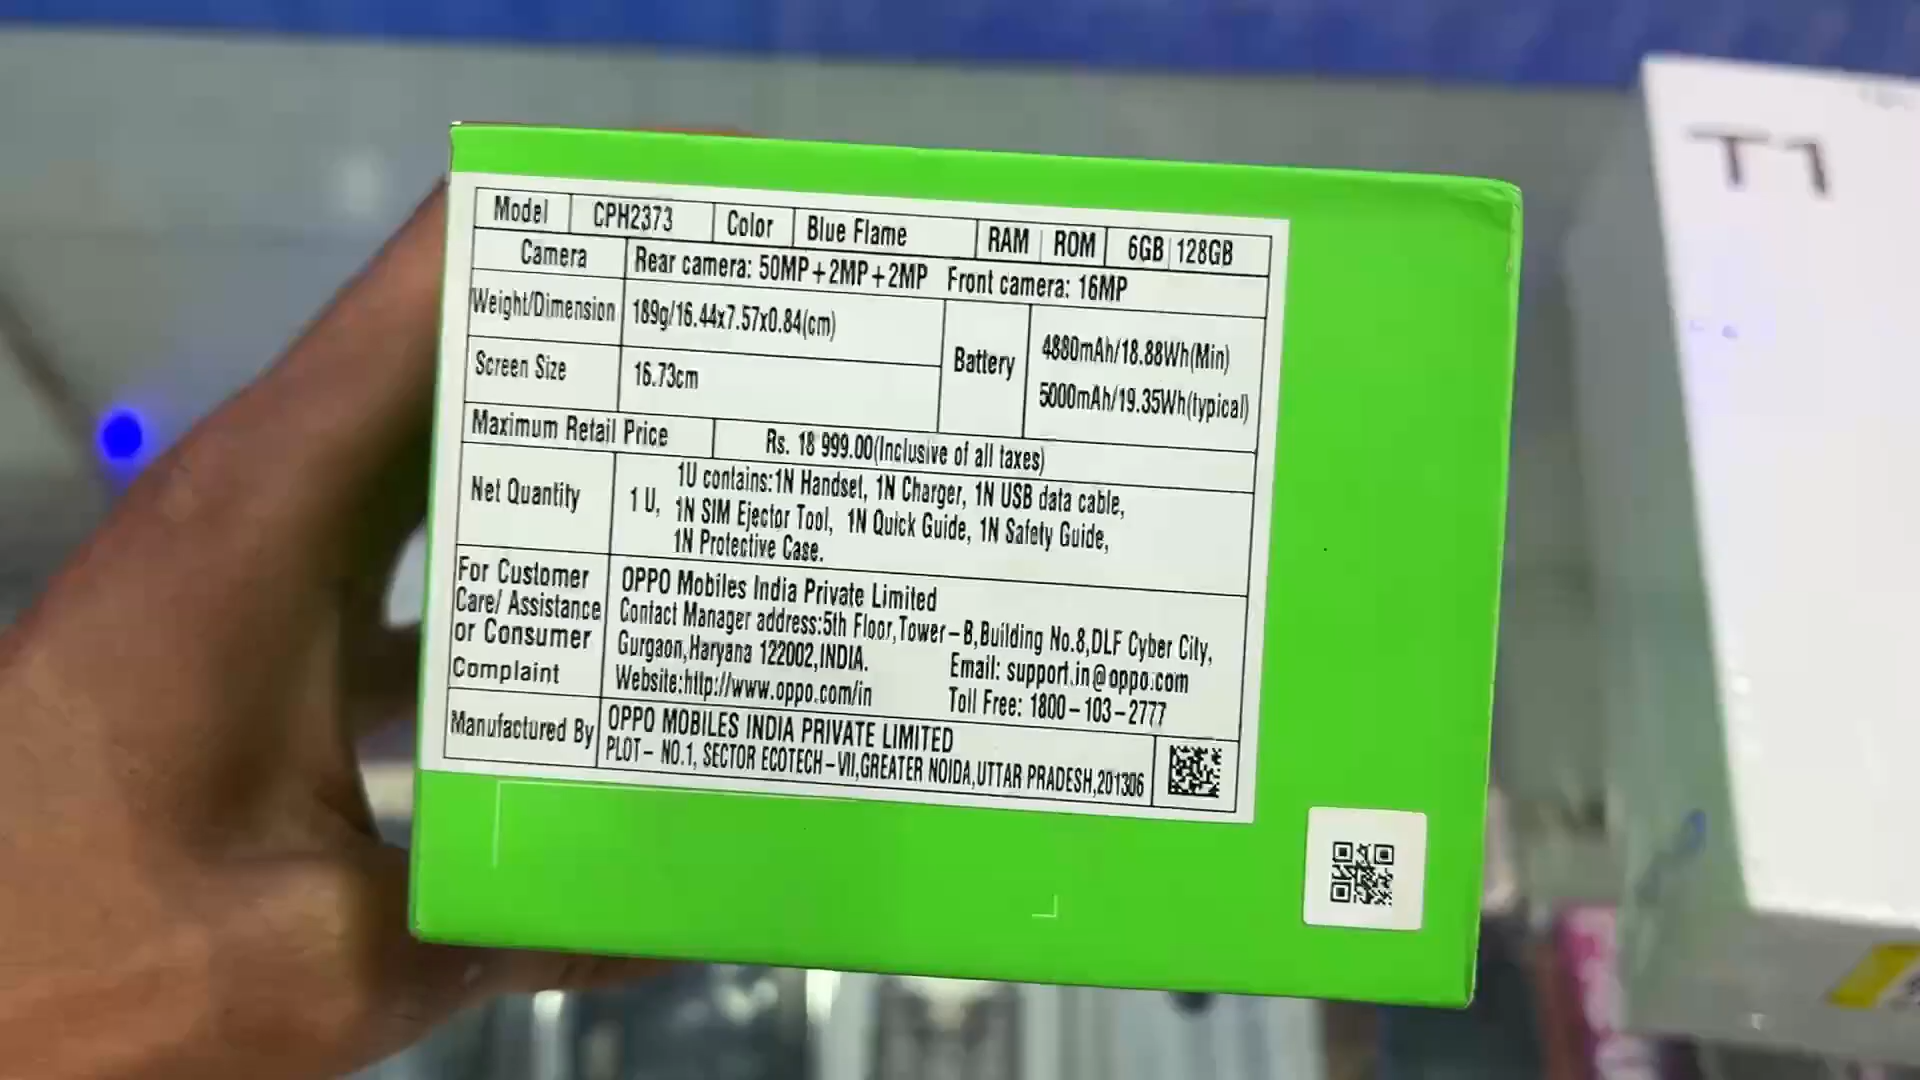 T1
Model CPH2373 Color Blue Flame RAM ROM 6GB 128GB
Camera Rear camera: 50MP+2MP+2MP Front camera: 16MP
Weight/Dimension 189g/16.44x7.57x0.84(cm)
Battery 4880mAh/18.88Wh(Min)
5000mAh/19.35Wh(typical)
Screen Size 16.73cm
Maximum Retail Price Rs. 18 999.00(Inclusive of all taxes)
Net Quantity 1 U, 1U contains:1N Handset, 1N Charger, 1N USB data cable,
1N SIM Ejector Tool, 1N Quick Guide, 1N Safety Guide,
1N Protective Case.
For Customer
Care/ Assistance
or Consumer
Complaint
OPPO Mobiles India Private Limited
Contact Manager address:5th Floor,Tower-B,Building No.8,DLF Cyber City,
Gurgaon,Haryana 122002,INDIA. Email: support.in@oppo.com
Website:http://www.oppo.com/in Toll Free: 1800-103-2777
Manufactured By OPPO MOBILES INDIA PRIVATE LIMITED
PLOT- NO.1, SECTOR ECOTECH-VII,GREATER NOIDA,UTTAR PRADESH,201306